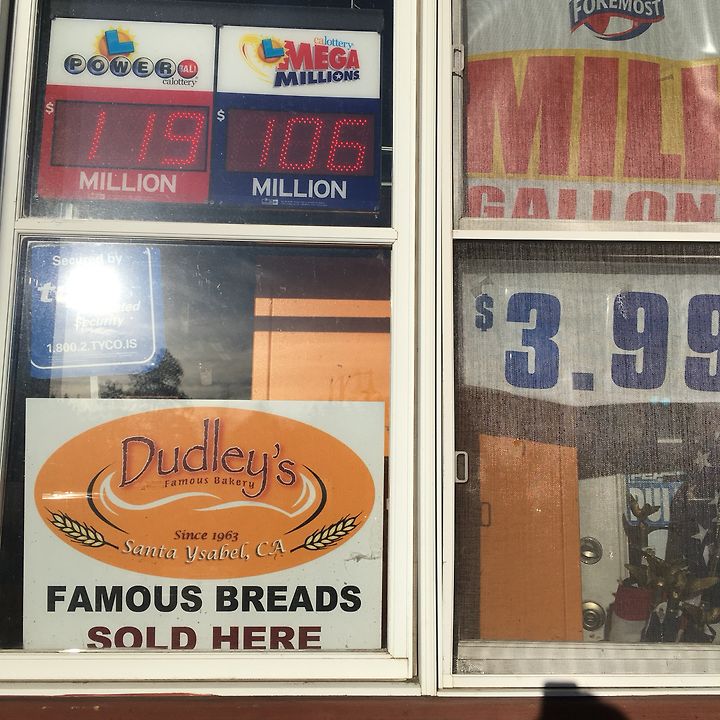 POWERBALL
calottery
$ 119
MILLION
calottery
MEGA
MILLIONS
$ 106
MILLION
Secured by
Security
1.800.2.TYCO.IS
Dudley's
Famous Bakery
Since 1963
Santa Ysabel, CA
FAMOUS BREADS
SOLD HERE
FOREMOST
MIL
GALLON
$3.99